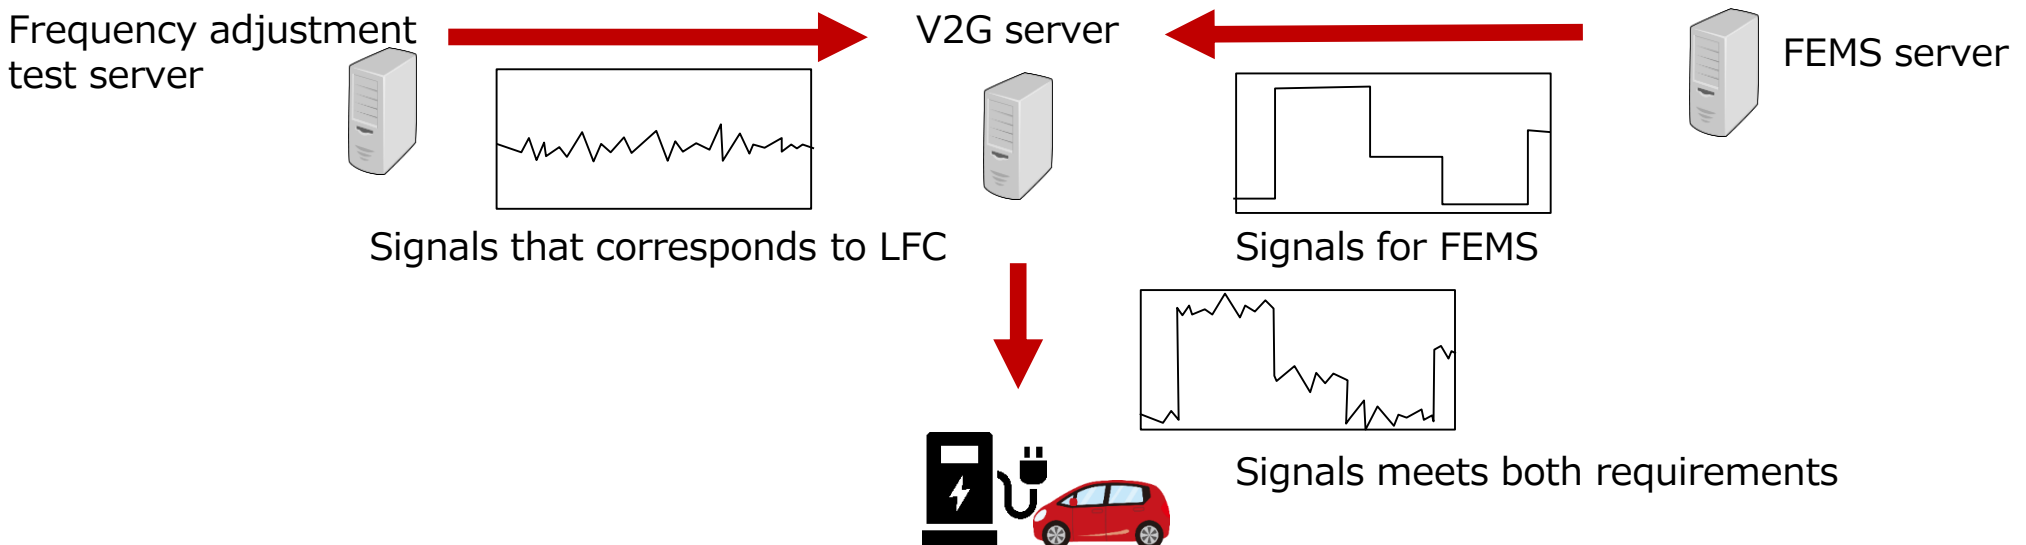 Frequency adjustment
test server
V2G server
FEMS server
Signals that corresponds to LFC
Signals for FEMS
Signals meets both requirements